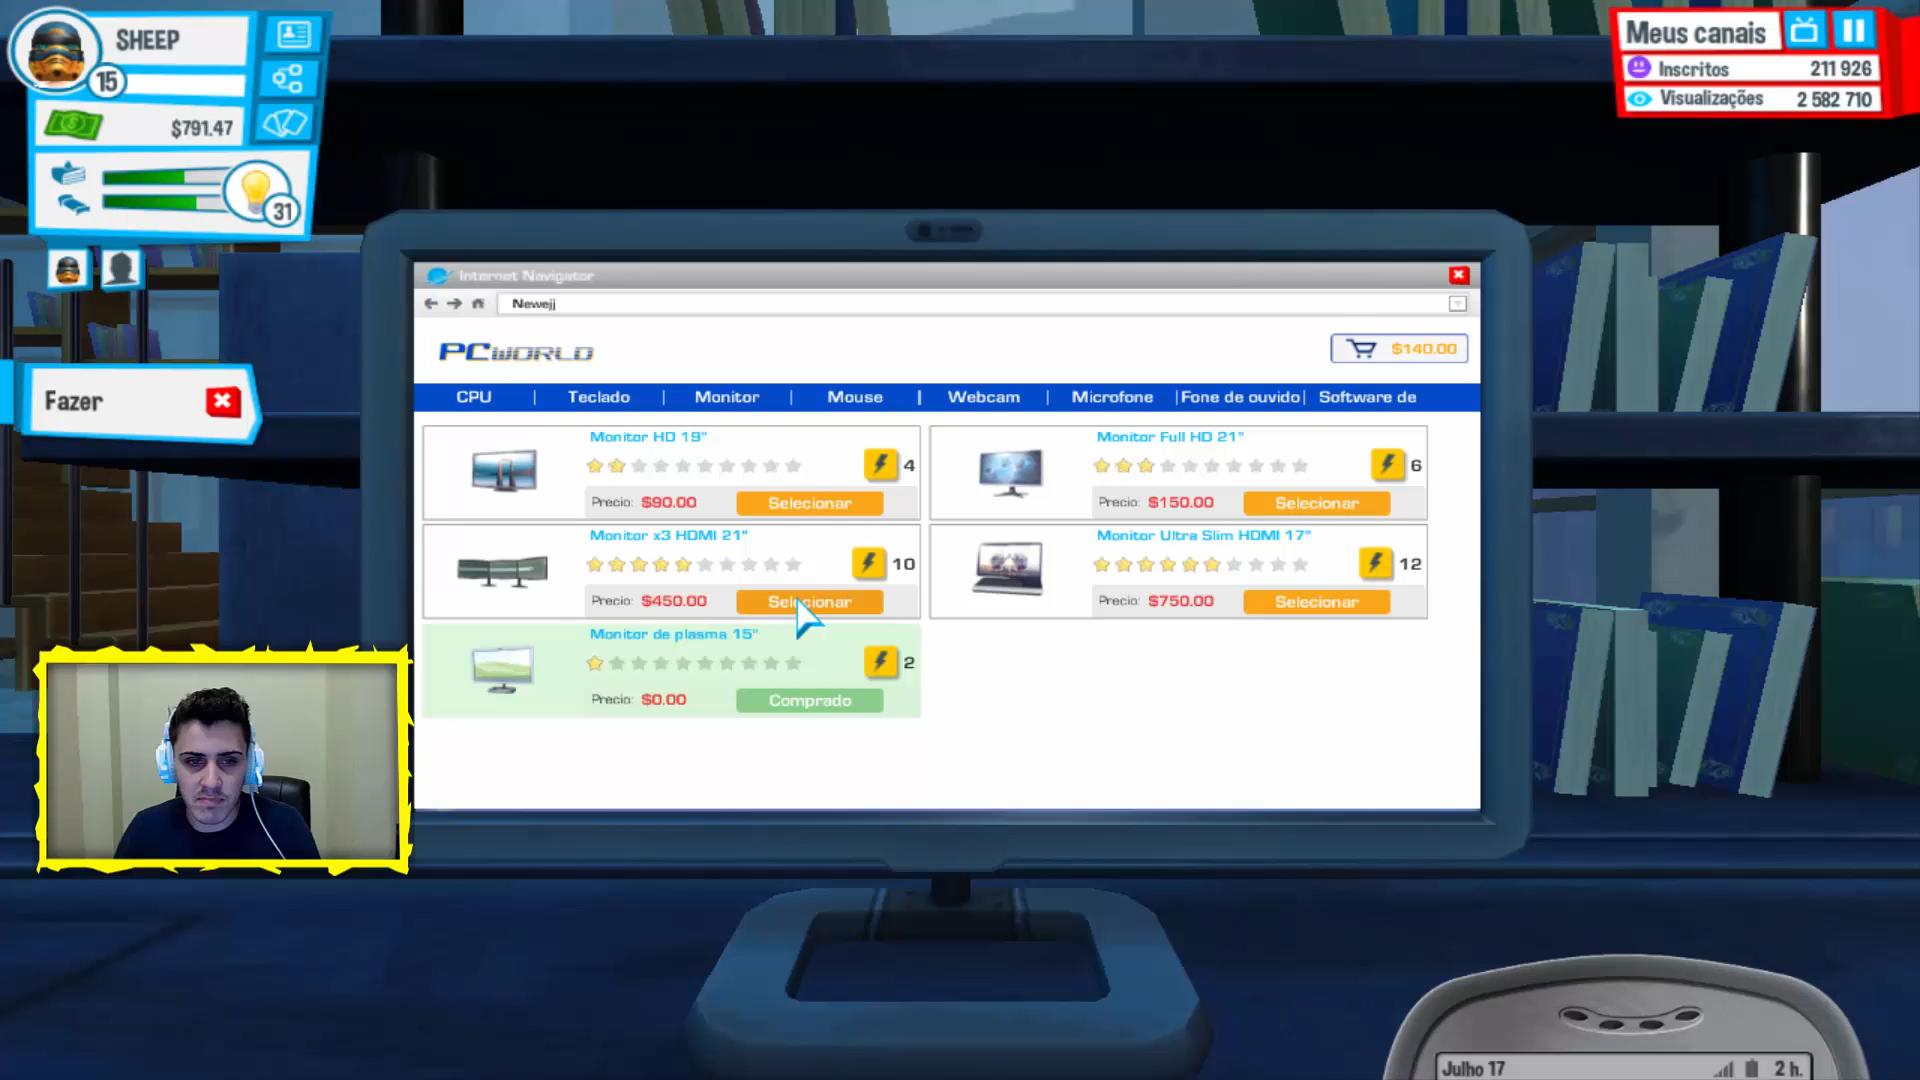 SHEEP
15
$791.47
31
Meus canais
Inscritos 211 926
Visualizações 2 582 710
Fazer
Internet Navigator
Newejj
PCWORLD
$140.00
CPU | Teclado | Monitor | Mouse | Webcam | Microfone | Fone de ouvido | Software de
Monitor HD 19"
4
Precio: $90.00 Selecionar
Monitor Full HD 21"
6
Precio: $150.00 Selecionar
Monitor x3 HDMI 21"
10
Precio: $450.00 Selecionar
Monitor Ultra Slim HDMI 17"
12
Precio: $750.00 Selecionar
Monitor de plasma 15"
2
Precio: $0.00 Comprado
Julho 17 2 h.